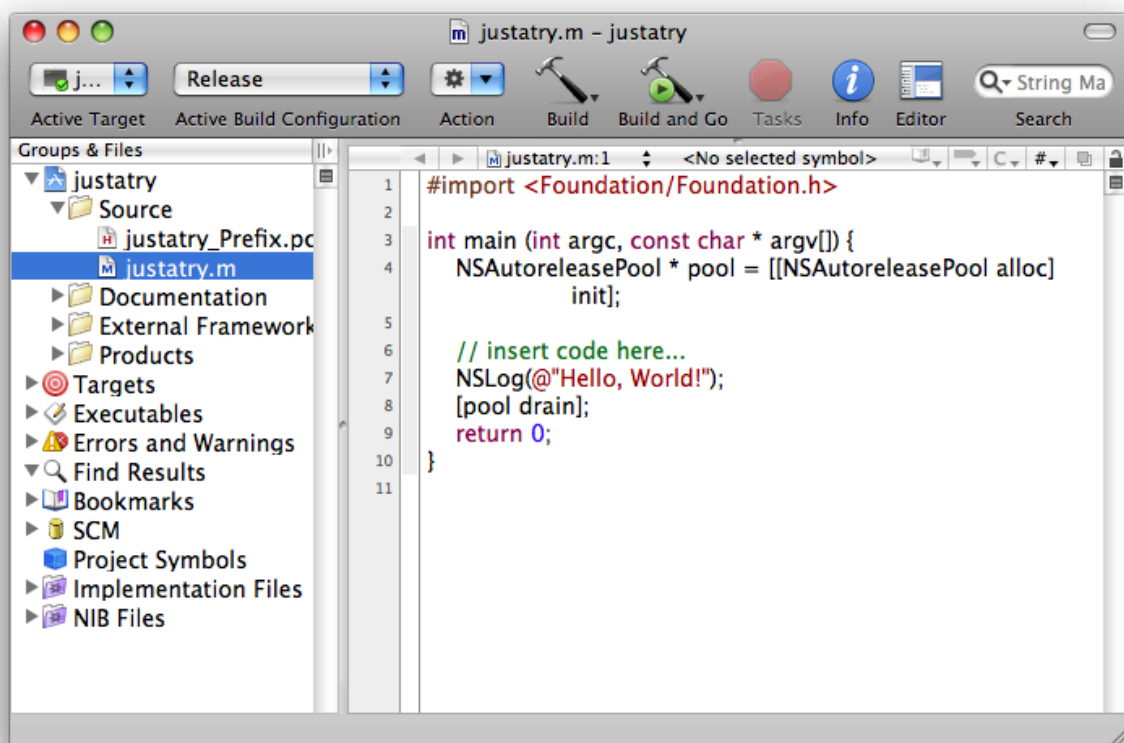 justatry.m – justatry
j... Release String Ma
Active Target Active Build Configuration Action Build Build and Go Tasks Info Editor Search
Groups & Files
justatry
Source
justatry_Prefix.pc
justatry.m
Documentation
External Framework
Products
Targets
Executables
Errors and Warnings
Find Results
Bookmarks
SCM
Project Symbols
Implementation Files
NIB Files
justatry.m:1 <No selected symbol> C #
1 #import <Foundation/Foundation.h>
2
3 int main (int argc, const char * argv[]) {
4 NSAutoreleasePool * pool = [[NSAutoreleasePool alloc]
init];
5
6 // insert code here...
7 NSLog(@"Hello, World!");
8 [pool drain];
9 return 0;
10 }
11